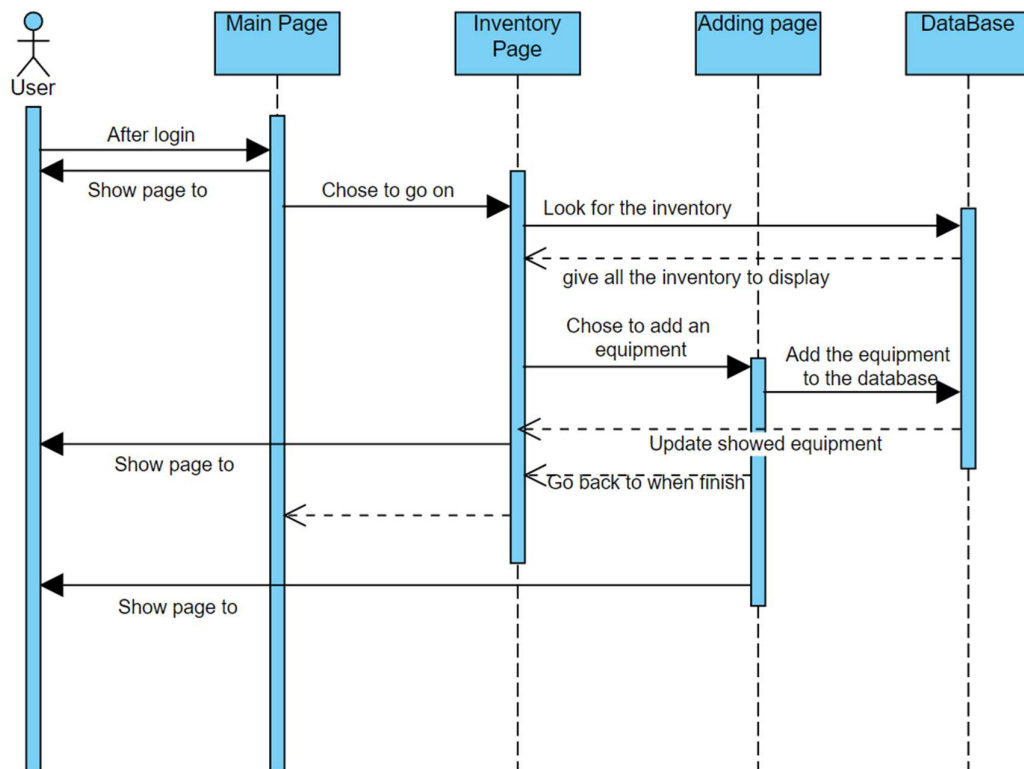 Main Page
Inventory
Page
Adding page
DataBase
User
After login
Show page to
Chose to go on
Look for the inventory
give all the inventory to display
Chose to add an
equipment
Add the equipment
to the database
Update showed equipment
Show page to
Go back to when finish
Show page to